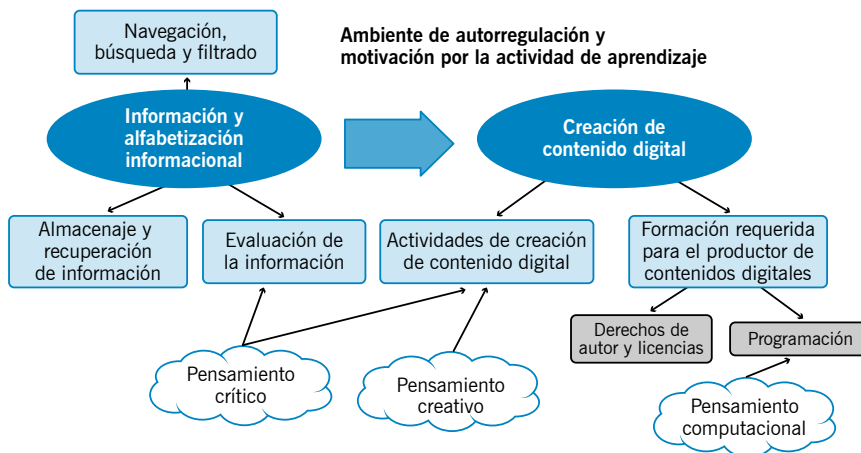 Navegación,
búsqueda y filtrado
Ambiente de autorregulación y
motivación por la actividad de aprendizaje
Información y
alfabetización
informacional
Creación de
contenido digital
Almacenaje y
recuperación
de información
Evaluación de
la información
Actividades de creación
de contenido digital
Formación requerida
para el productor de
contenidos digitales
Derechos de
autor y licencias
Programación
Pensamiento
crítico
Pensamiento
creativo
Pensamiento
computacional